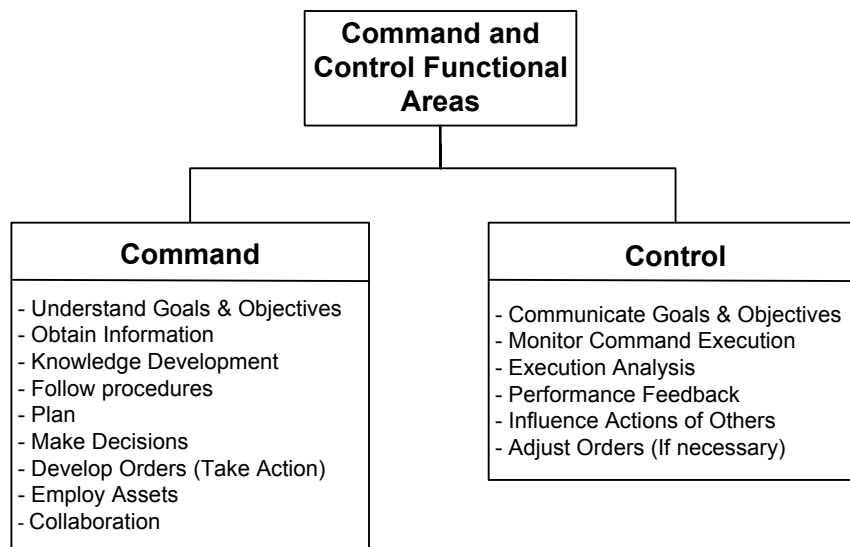 Command and
Control Functional
Areas
Command
- Understand Goals & Objectives
- Obtain Information
- Knowledge Development
- Follow procedures
- Plan
- Make Decisions
- Develop Orders (Take Action)
- Employ Assets
- Collaboration
Control
- Communicate Goals & Objectives
- Monitor Command Execution
- Execution Analysis
- Performance Feedback
- Influence Actions of Others
- Adjust Orders (If necessary)